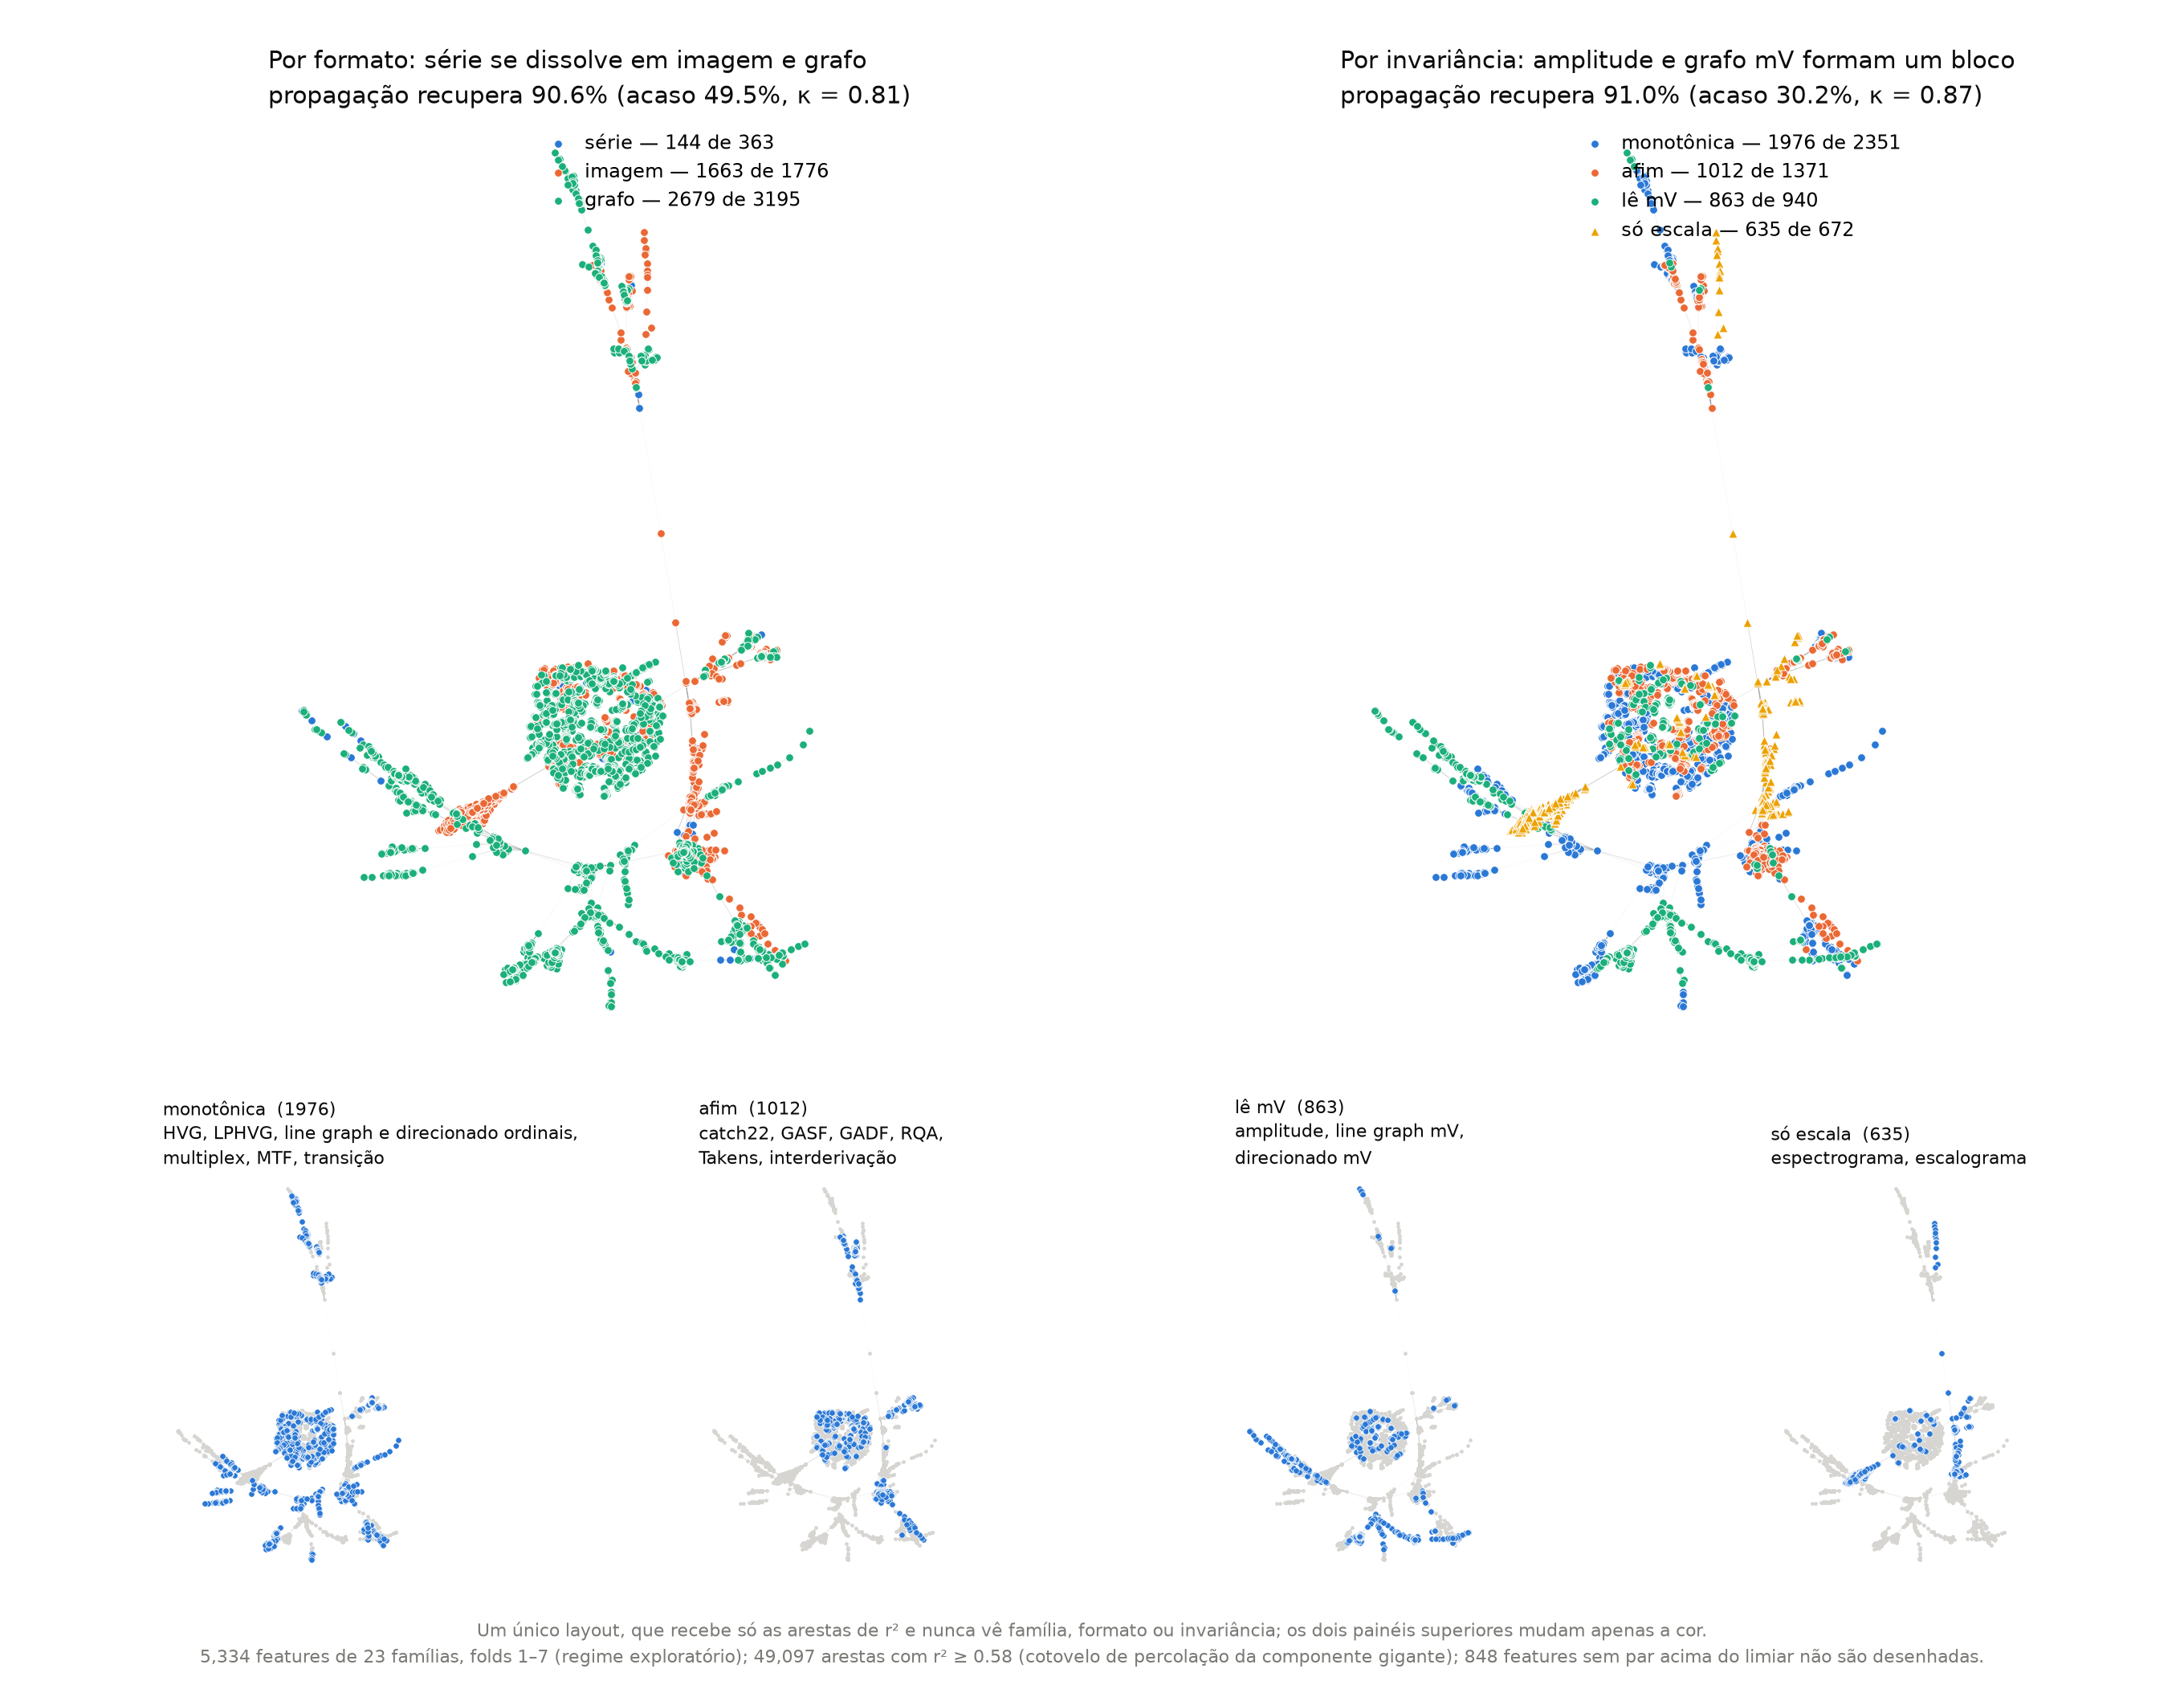 Por formato: série se dissolve em imagem e grafo
propagação recupera 90.6% (acaso 49.5%, κ = 0.81)
série — 144 de 363
imagem — 1663 de 1776
grafo — 2679 de 3195
Por invariância: amplitude e grafo mV formam um bloco
propagação recupera 91.0% (acaso 30.2%, κ = 0.87)
monotônica — 1976 de 2351
afim — 1012 de 1371
lê mV — 863 de 940
só escala — 635 de 672
monotônica  (1976)
HVG, LPHVG, line graph e direcionado ordinais,
multiplex, MTF, transição
afim  (1012)
catch22, GASF, GADF, RQA,
Takens, interderivação
lê mV  (863)
amplitude, line graph mV,
direcionado mV
só escala  (635)
espectrograma, escalograma
Um único layout, que recebe só as arestas de r² e nunca vê família, formato ou invariância; os dois painéis superiores mudam apenas a cor.
5,334 features de 23 famílias, folds 1–7 (regime exploratório); 49,097 arestas com r² ≥ 0.58 (cotovelo de percolação da componente gigante); 848 features sem par acima do limiar não são desenhadas.